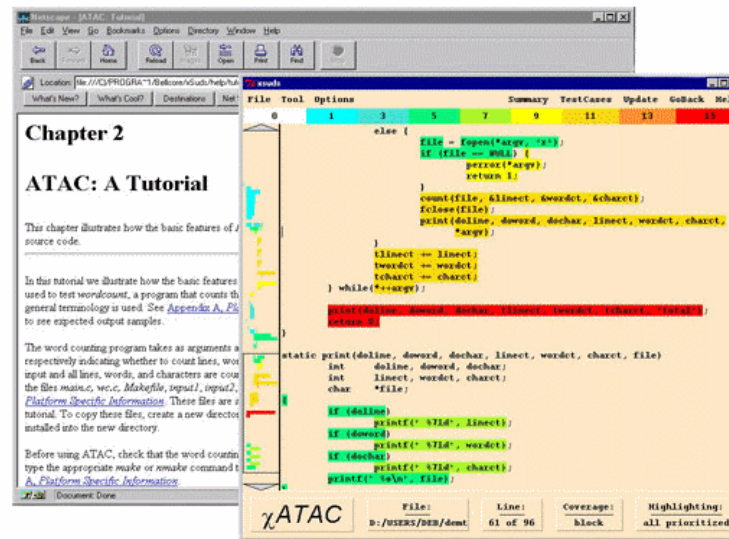 Netscape - [ATAC: Tutorial]
File Edit View Go Bookmarks Options Directory Window Help
Back Forward Home Reload Images Open Print Find Stop
Location: file:///C|/PROGRA~1/Bellcore/xSuds/help/tut
What's New? What's Cool? Destinations Net
Chapter 2
ATAC: A Tutorial
This chapter illustrates how the basic features of
source code.
In this tutorial we illustrate how the basic features
used to test wordcount, a program that counts th
general terminology is used. See Appendix A, Pl
to see expected output samples.
The word counting program takes as arguments a
respectively indicating whether to count lines, wor
input and all lines, words, and characters are coun
the files main.c, wc.c, Makefile, input1, input2,
Platform Specific Information. These files are
tutorial. To copy these files, create a new director
installed into the new directory.
Before using ATAC, check that the word countin
type the appropriate make or nmake command t
A, Platform Specific Information.
Document: Done
xsuds
File Tool Options Summary TestCases Update GoBack Hel
0 1 3 5 7 9 11 13 15
else {
file = fopen(*argv, "r");
if (file == NULL) {
perror(*argv);
return 1;
}
count(file, &linect, &wordct, &charct);
fclose(file);
print(doline, doword, dochar, linect, wordct, charct,
*argv);
}
tlinect += linect;
twordct += wordct;
tcharct += charct;
} while(*++argv);
print(doline, doword, dochar, tlinect, twordct, tcharct, "total");
return 0;
}
static print(doline, doword, dochar, linect, wordct, charct, file)
int doline, doword, dochar;
int linect, wordct, charct;
char *file;
{
if (doline)
printf(" %7ld", linect);
if (doword)
printf(" %7ld", wordct);
if (dochar)
printf(" %7ld", charct);
printf(" %s\n", file);
χATAC
File: Line: Coverage: Highlighting:
D:/USERS/DEB/demt 61 of 96 block all prioritized